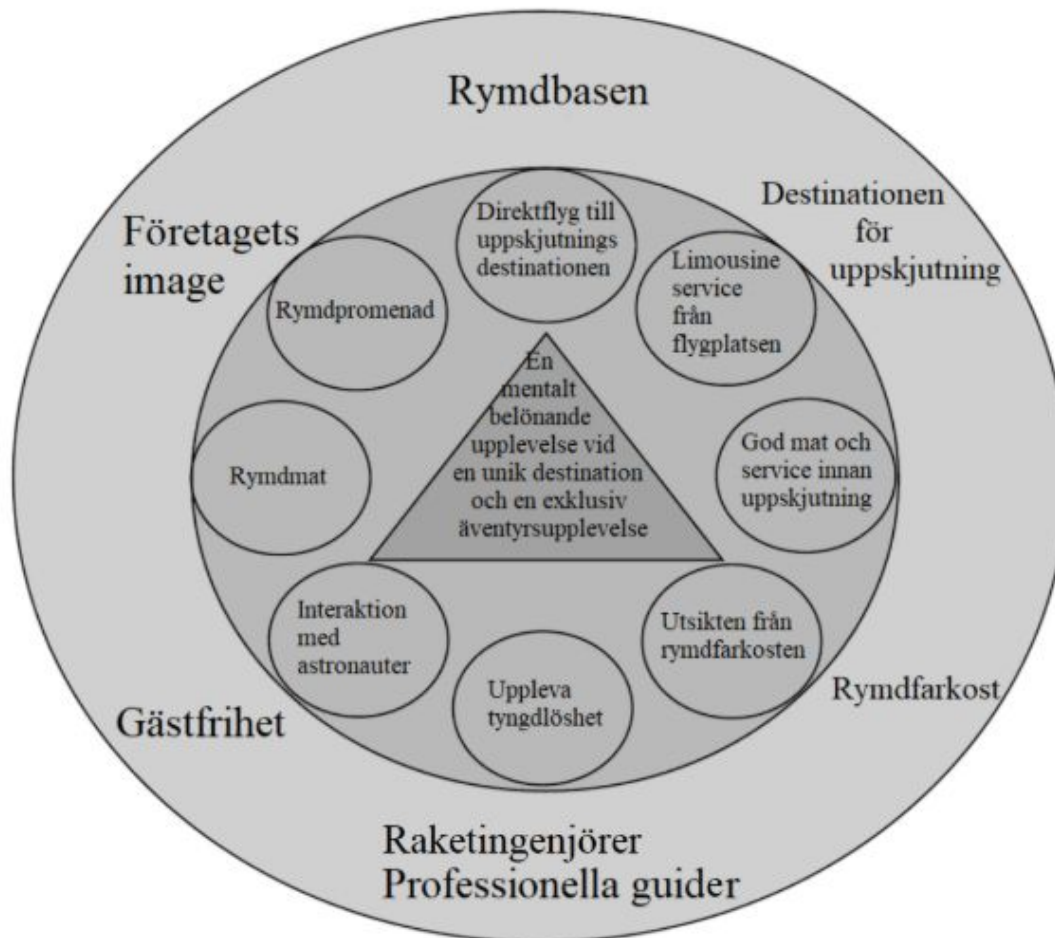 Rymdbasen
Företagets
image
Destinationen
för
uppskjutning
Direktflyg till
uppskjutnings
destinationen
Limousine
service
från
flygplatsen
Rymdpromenad
En
mentalt
belönande
upplevelse vid
en unik destination
och en exklusiv
äventyrsupplevelse
God mat och
service innan
uppskjutning
Rymdmat
Interaktion
med
astronauter
Utsikten från
rymdfarkosten
Uppleva
tyngdlöshet
Rymdfarkost
Gästfrihet
Raketingenjörer
Professionella guider